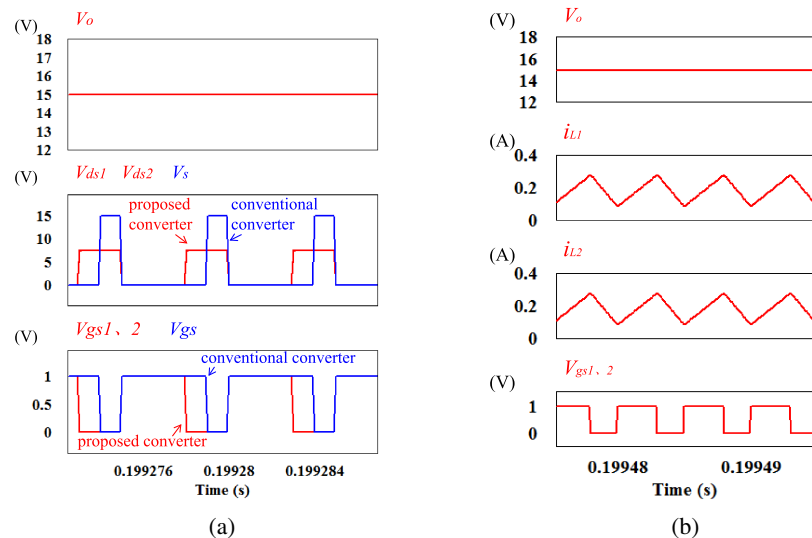 (V)
Vo
18
17
16
15
14
13
12
(V)
Vds1 Vds2 Vs
15
10
5
0
proposed
converter
conventional
converter
(V)
Vgs1、2 Vgs
1
0.5
0
conventional converter
proposed converter
0.199276 0.19928 0.199284
Time (s)
(a)
(V)
Vo
18
16
14
12
(A)
iL1
0.4
0.2
0
(A)
iL2
0.4
0.2
0
(V)
Vgs1、2
1
0
0.19948 0.19949
Time (s)
(b)